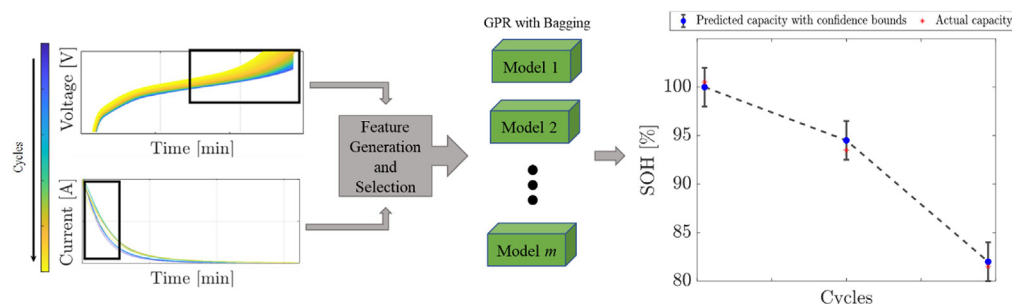 Cycles
Voltage [V]
Time [min]
Current [A]
Time [min]
Feature
Generation
and
Selection
GPR with Bagging
Model 1
Model 2
Model m
Predicted capacity with confidence bounds
Actual capacity
SOH [%]
100
95
90
85
80
Cycles